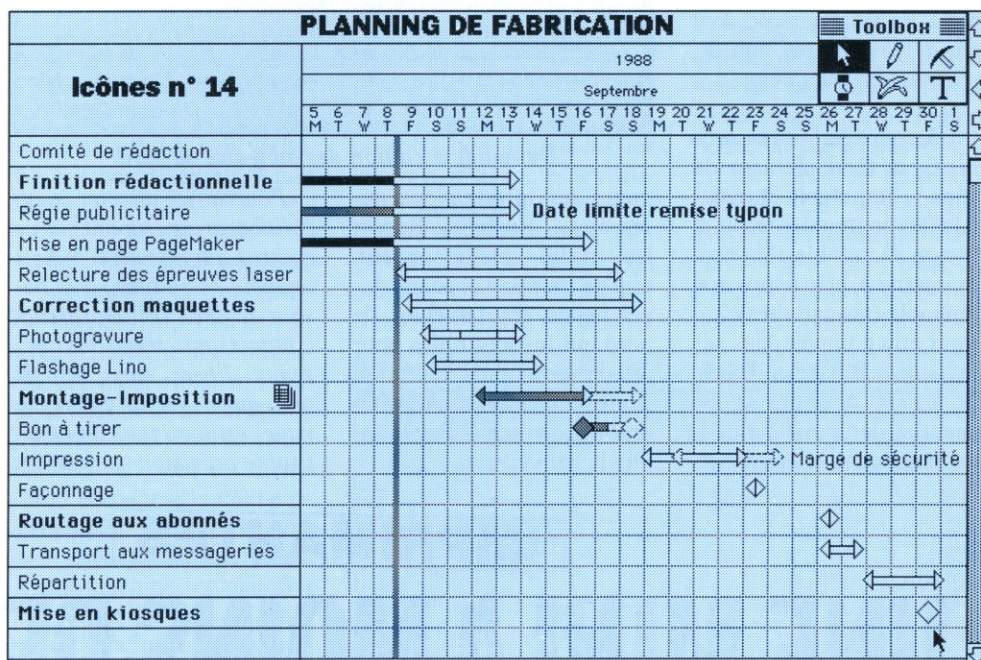 PLANNING DE FABRICATION
Toolbox
Icônes n° 14
1988
Septembre
T
5 6 7 8 9 10 11 12 13 14 15 16 17 18 19 20 21 22 23 24 25 26 27 28 29 30 1
M T W T F S S M T W T F S S M T W T F S S M T W T F S
Comité de rédaction
Finition rédactionnelle
Régie publicitaire
Date limite remise typon
Mise en page PageMaker
Relecture des épreuves laser
Correction maquettes
Photogravure
Flashage Lino
Montage-Imposition
Bon à tirer
Impression
Marge de sécurité
Façonnage
Routage aux abonnés
Transport aux messageries
Répartition
Mise en kiosques